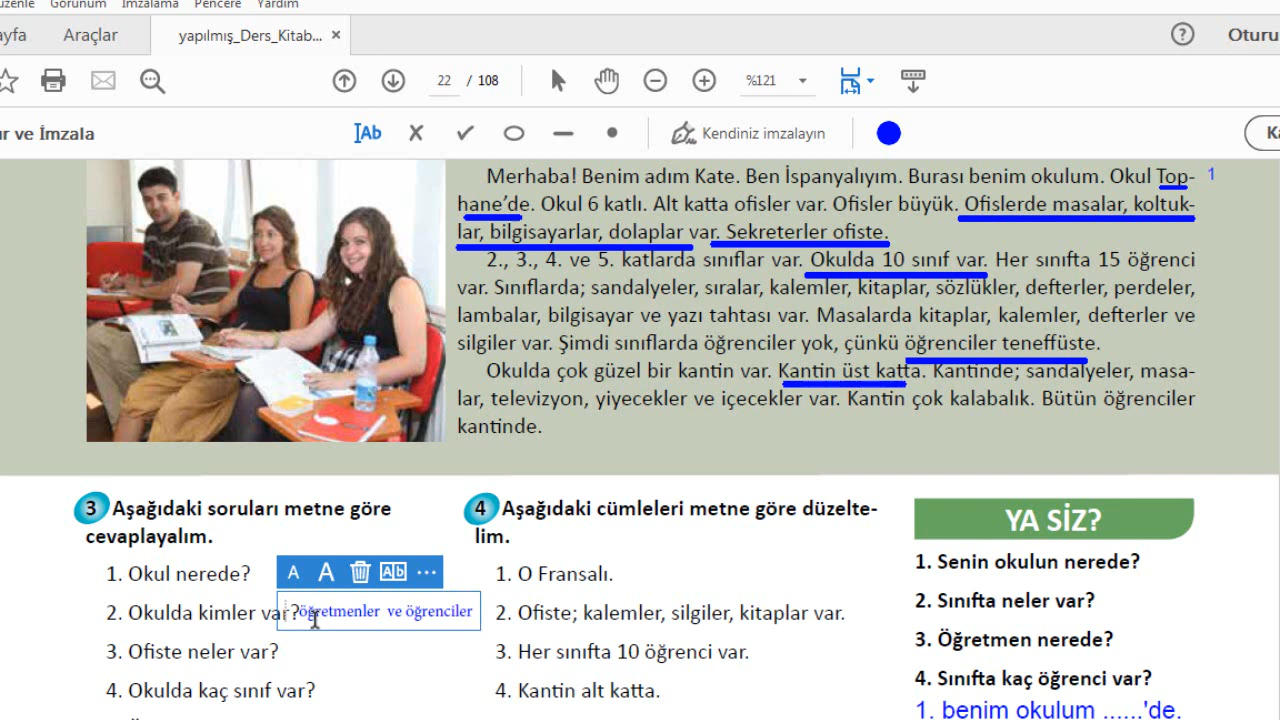 Görünüm Imzalama Pencere Yardım
Araçlar yapılmış_Ders_Kitab... ×
? Oturu
22 / 108 %121
ve İmzala
Ab Kendiniz imzalayın
Merhaba! Benim adım Kate. Ben İspanyalıyım. Burası benim okulum. Okul Top- 1
hane'de. Okul 6 katlı. Alt katta ofisler var. Ofisler büyük. Ofislerde masalar, koltuk-
lar, bilgisayarlar, dolaplar var. Sekreterler ofiste.
2., 3., 4. ve 5. katlarda sınıflar var. Okulda 10 sınıf var. Her sınıfta 15 öğrenci
var. Sınıflarda; sandalyeler, sıralar, kalemler, kitaplar, sözlükler, defterler, perdeler,
lambalar, bilgisayar ve yazı tahtası var. Masalarda kitaplar, kalemler, defterler ve
silgiler var. Şimdi sınıflarda öğrenciler yok, çünkü öğrenciler teneffüste.
Okulda çok güzel bir kantin var. Kantin üst katta. Kantinde; sandalyeler, masa-
lar, televizyon, yiyecekler ve içecekler var. Kantin çok kalabalık. Bütün öğrenciler
kantinde.
3 Aşağıdaki soruları metne göre
cevaplayalım.
A A Ab ...
1. Okul nerede?
2. Okulda kimler var? öğretmenler ve öğrenciler
3. Ofiste neler var?
4. Okulda kaç sınıf var?
4 Aşağıdaki cümleleri metne göre düzelte-
lim.
1. O Fransalı.
2. Ofiste; kalemler, silgiler, kitaplar var.
3. Her sınıfta 10 öğrenci var.
4. Kantin alt katta.
YA SİZ?
1. Senin okulun nerede?
2. Sınıfta neler var?
3. Öğretmen nerede?
4. Sınıfta kaç öğrenci var?
1. benim okulum ......'de.